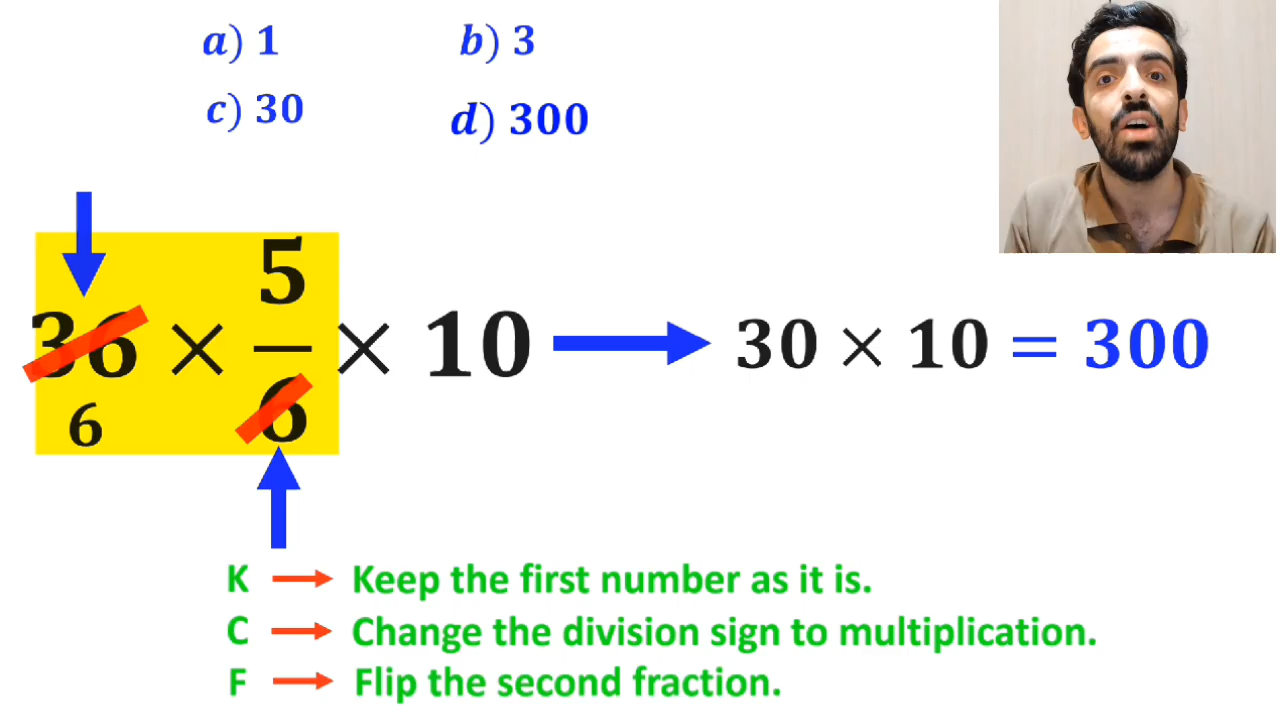 a) 1 b) 3
c) 30 d) 300
36 × 5/6 × 10 → 30 × 10 = 300
6
K → Keep the first number as it is.
C → Change the division sign to multiplication.
F → Flip the second fraction.